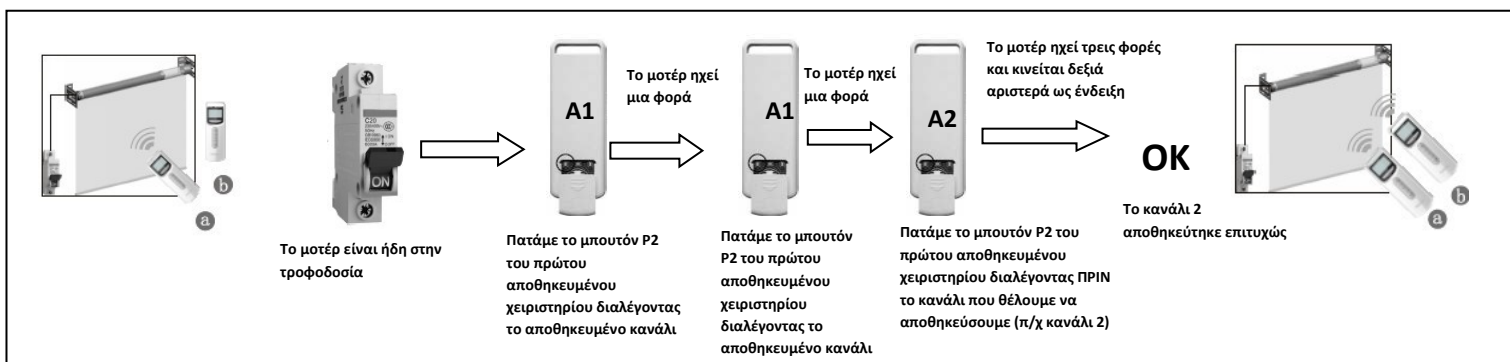 a
b
C20
ON
Το μοτέρ είναι ήδη στην
τροφοδοσία
A1
Πατάμε το μπουτόν P2
του πρώτου
αποθηκευμένου
χειριστηρίου διαλέγοντας
το αποθηκευμένο κανάλι
Το μοτέρ ηχεί
μια φορά
A1
Πατάμε το μπουτόν
P2 του πρώτου
αποθηκευμένου
χειριστηρίου
διαλέγοντας το
αποθηκευμένο κανάλι
Το μοτέρ ηχεί
μια φορά
A2
Πατάμε το μπουτόν P2 του
πρώτου αποθηκευμένου
χειριστηρίου διαλέγοντας ΠΡΙΝ
το κανάλι που θέλουμε να
αποθηκεύσουμε (π/χ κανάλι 2)
Το μοτέρ ηχεί τρεις φορές
και κινείται δεξιά
αριστερά ως ένδειξη
OK
Το κανάλι 2
αποθηκεύτηκε επιτυχώς
a
b